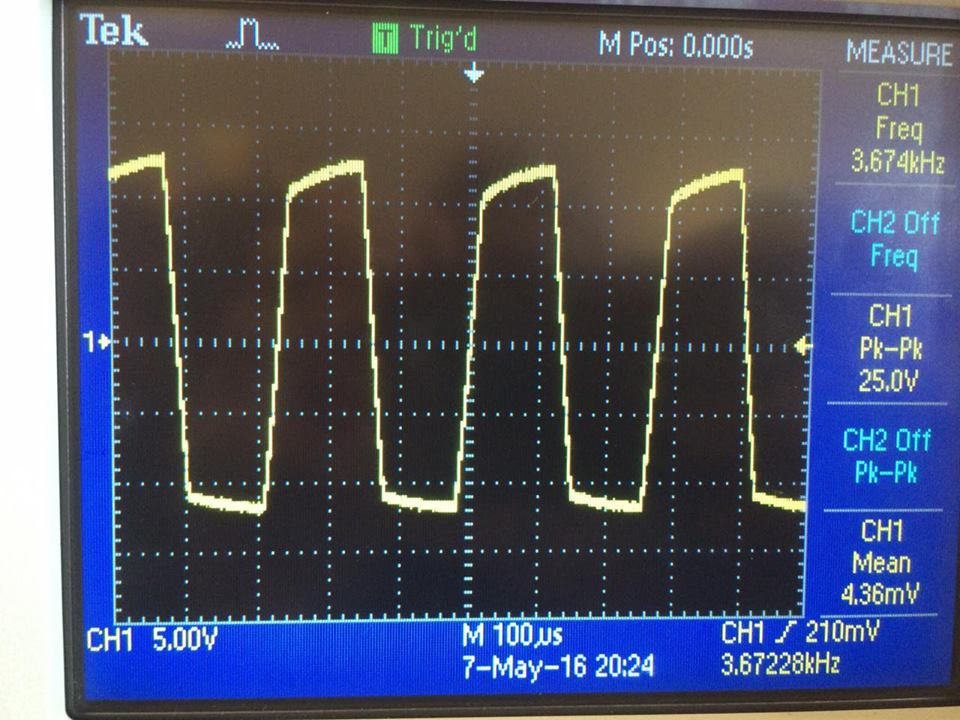 Tek
T Trig'd
M Pos: 0.000s
MEASURE
CH1
Freq
3.674kHz
CH2 Off
Freq
CH1
Pk-Pk
25.0V
CH2 Off
Pk-Pk
CH1
Mean
4.36mV
1
CH1 5.00V
M 100µs
CH1 210mV
7-May-16 20:24
3.67228kHz